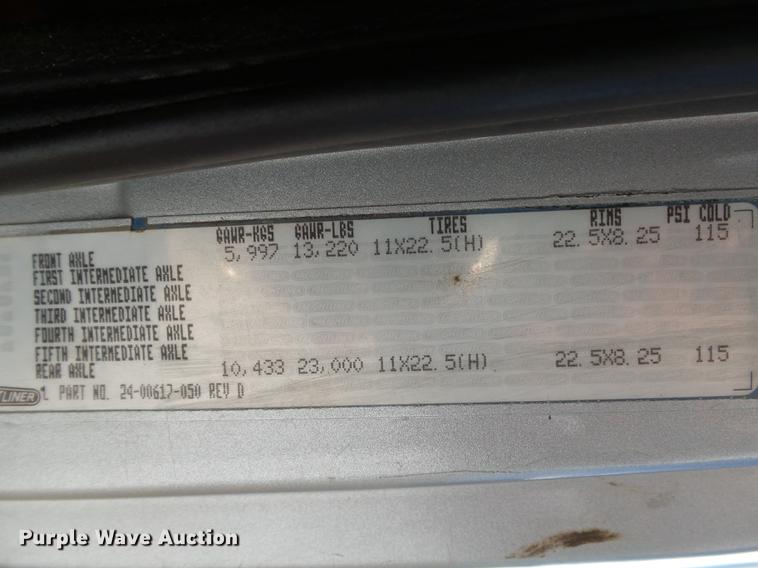 GAWR-KGS GAWR-LBS TIRES RIMS PSI COLD
FRONT AXLE 5,997 13,220 11X22.5(H) 22.5X8.25 115
FIRST INTERMEDIATE AXLE
SECOND INTERMEDIATE AXLE
THIRD INTERMEDIATE AXLE
FOURTH INTERMEDIATE AXLE
FIFTH INTERMEDIATE AXLE
REAR AXLE 10,433 23,000 11X22.5(H) 22.5X8.25 115
LINER PART NO. 24-00617-050 REV D
Purple Wave Auction